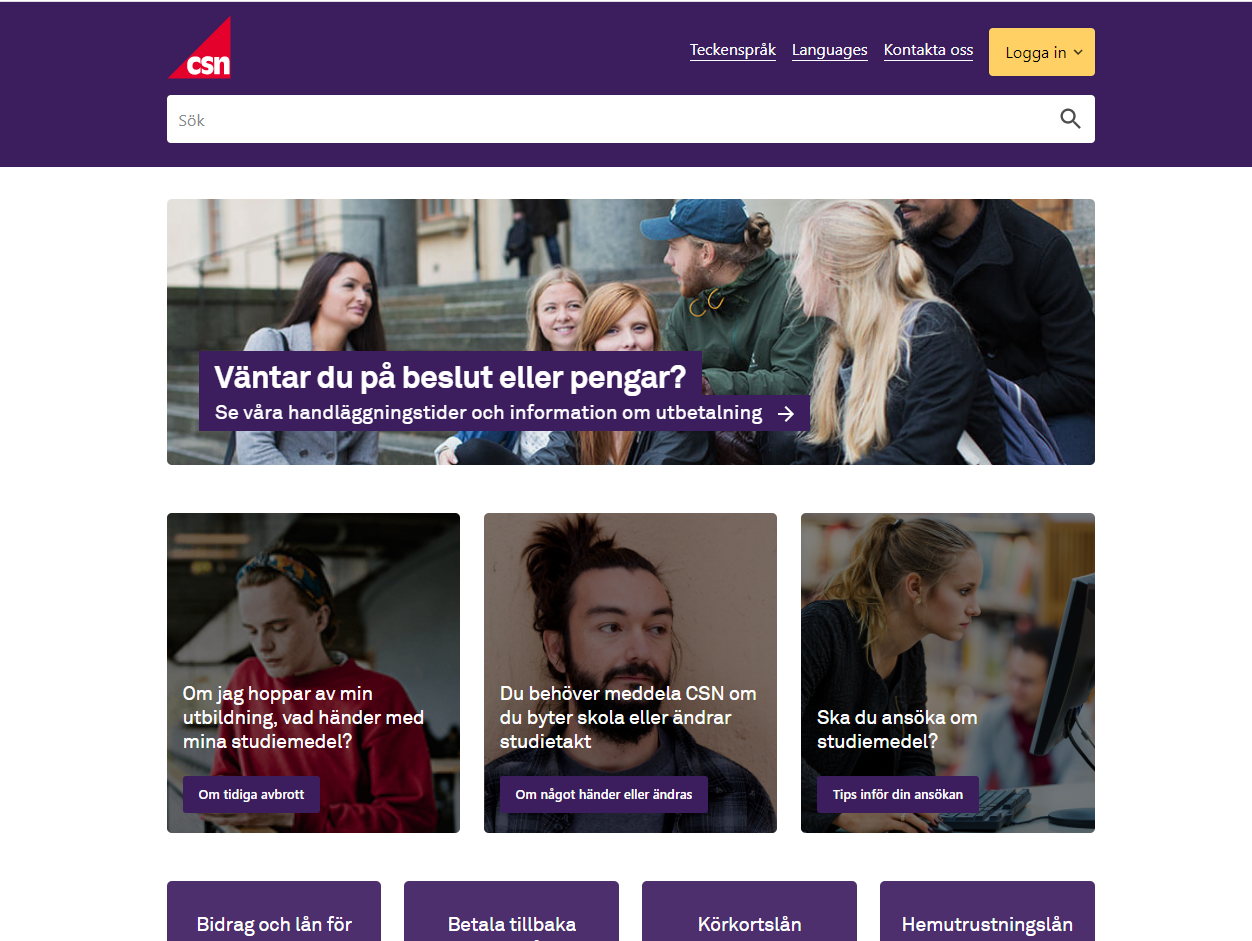 csn
Teckenspråk Languages Kontakta oss Logga in
Sök
Väntar du på beslut eller pengar?
Se våra handläggningstider och information om utbetalning
Om jag hoppar av min
utbildning, vad händer med
mina studiemedel?
Om tidiga avbrott
Du behöver meddela CSN om
du byter skola eller ändrar
studietakt
Om något händer eller ändras
Ska du ansöka om
studiemedel?
Tips inför din ansökan
Bidrag och lån för
Betala tillbaka
Körkortslån
Hemutrustningslån